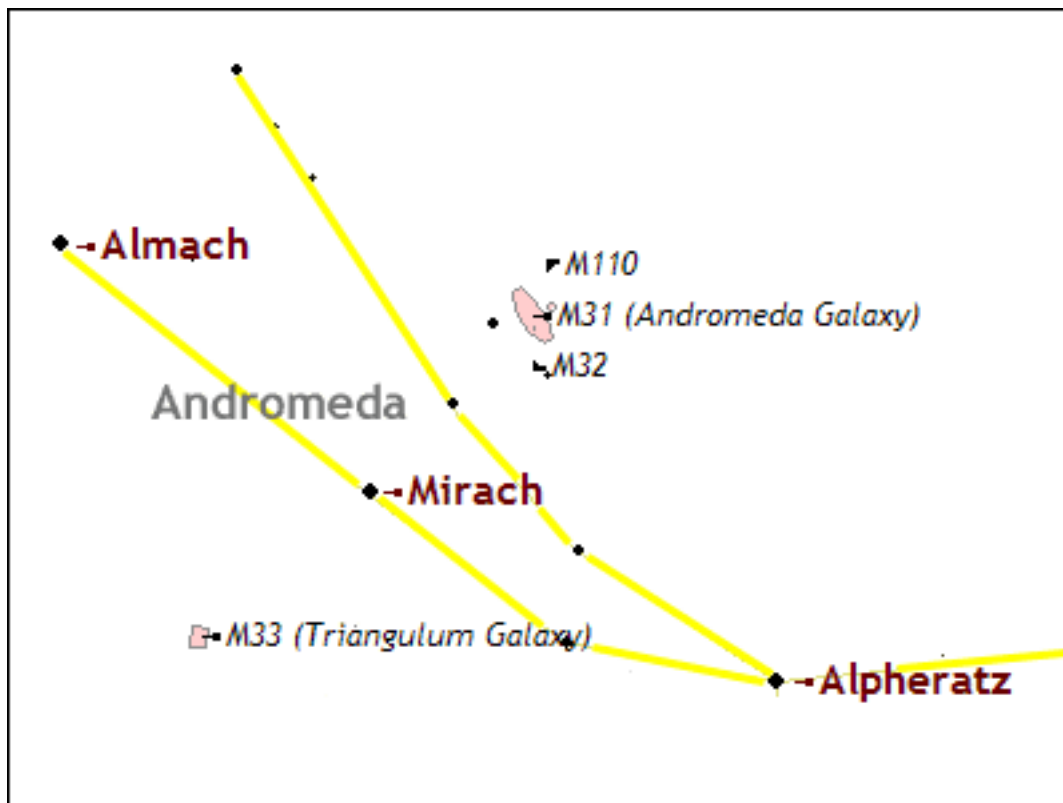 Almach
M110
M31 (Andromeda Galaxy)
M32
Andromeda
Mirach
M33 (Triangulum Galaxy)
Alpheratz